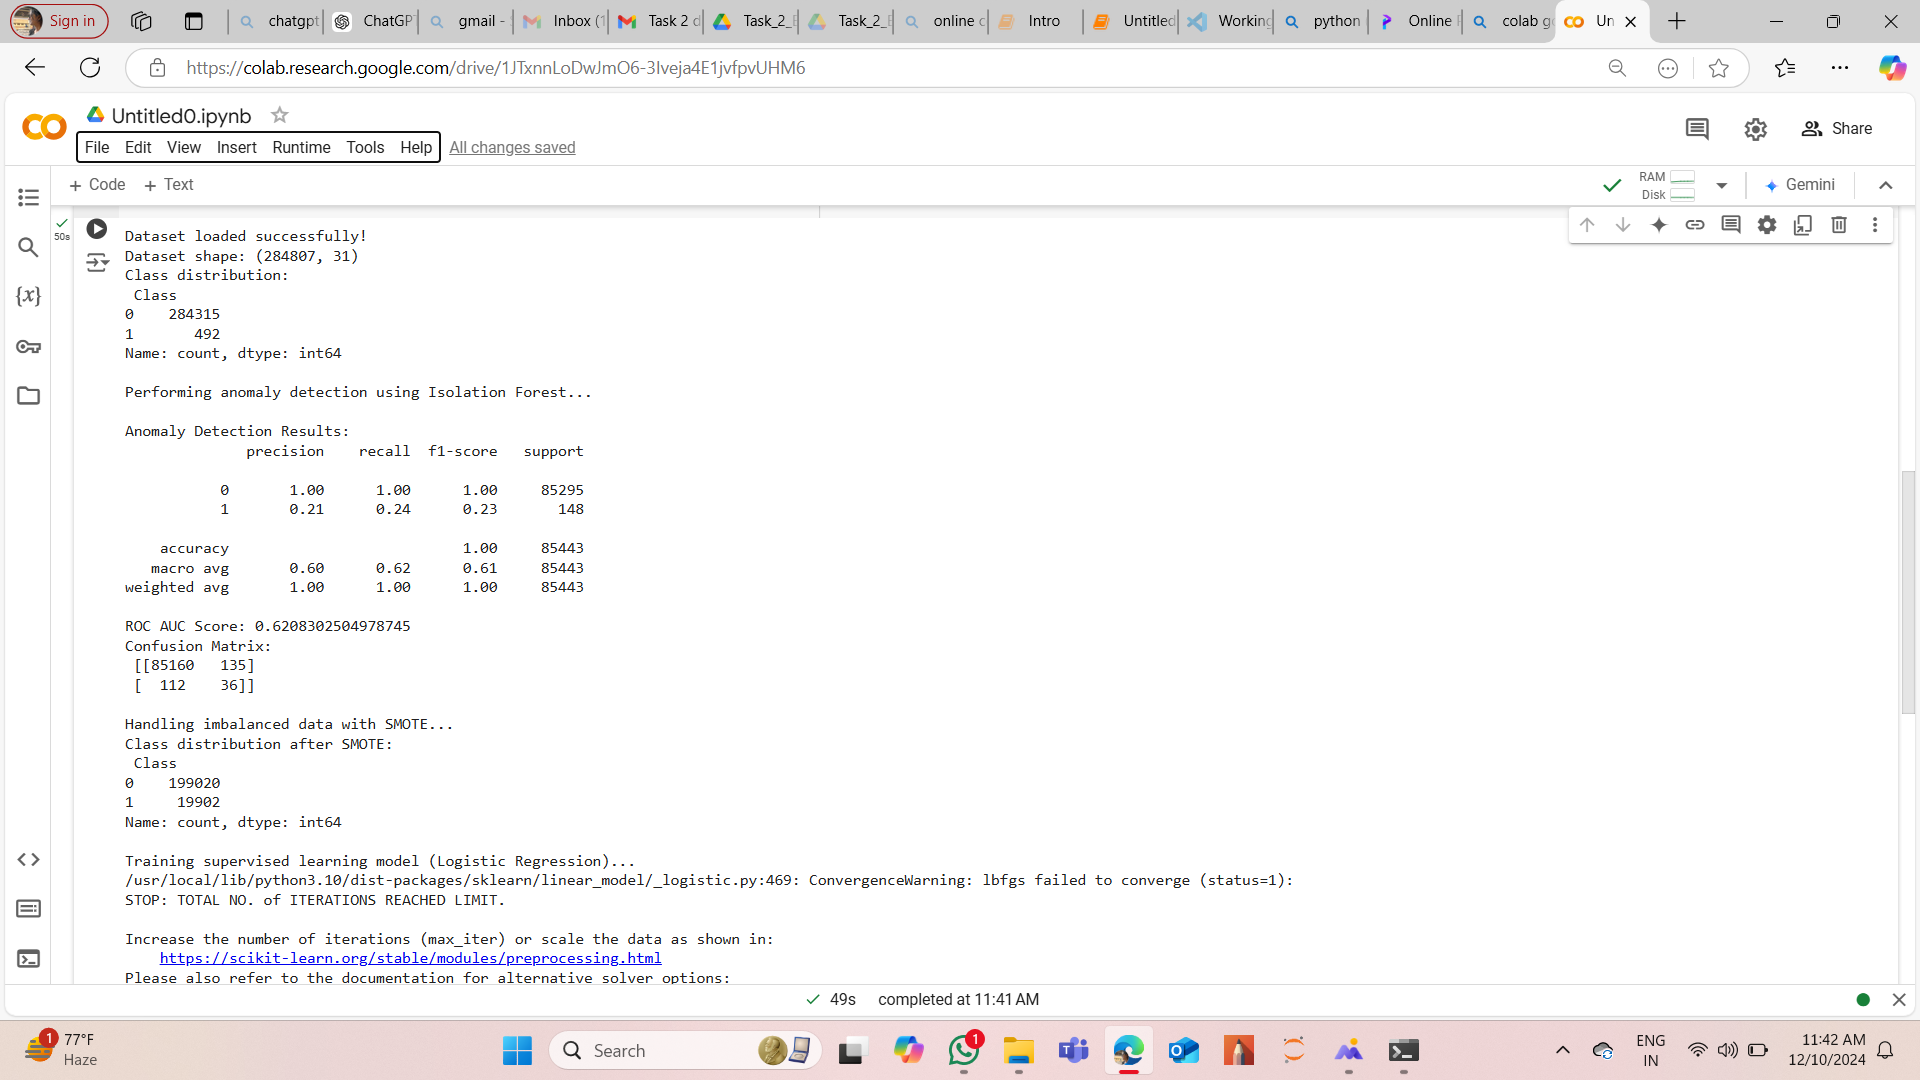 Sign in
chatgpt
ChatGP
gmail -
Inbox (1
Task 2 d
Task_2_
Task_2_
online c
Intro
Untitled
Working
python
Online
colab g
Un
https://colab.research.google.com/drive/1JTxnnLoDwJmO6-3Iveja4E1jvfpvUHM6
Untitled0.ipynb
Share
File Edit View Insert Runtime Tools Help All changes saved
+ Code + Text
RAM
Disk
Gemini
50s
Dataset loaded successfully!
Dataset shape: (284807, 31)
Class distribution:
Class
0 284315
1 492
Name: count, dtype: int64
Performing anomaly detection using Isolation Forest...
Anomaly Detection Results:
precision recall f1-score support
0 1.00 1.00 1.00 85295
1 0.21 0.24 0.23 148
accuracy 1.00 85443
macro avg 0.60 0.62 0.61 85443
weighted avg 1.00 1.00 1.00 85443
ROC AUC Score: 0.6208302504978745
Confusion Matrix:
[[85160 135]
[ 112 36]]
Handling imbalanced data with SMOTE...
Class distribution after SMOTE:
Class
0 199020
1 19902
Name: count, dtype: int64
Training supervised learning model (Logistic Regression)...
/usr/local/lib/python3.10/dist-packages/sklearn/linear_model/_logistic.py:469: ConvergenceWarning: lbfgs failed to converge (status=1):
STOP: TOTAL NO. of ITERATIONS REACHED LIMIT.
Increase the number of iterations (max_iter) or scale the data as shown in:
https://scikit-learn.org/stable/modules/preprocessing.html
Please also refer to the documentation for alternative solver options:
49s completed at 11:41 AM
1
77°F
Haze
Search
1
ENG
IN
11:42 AM
12/10/2024